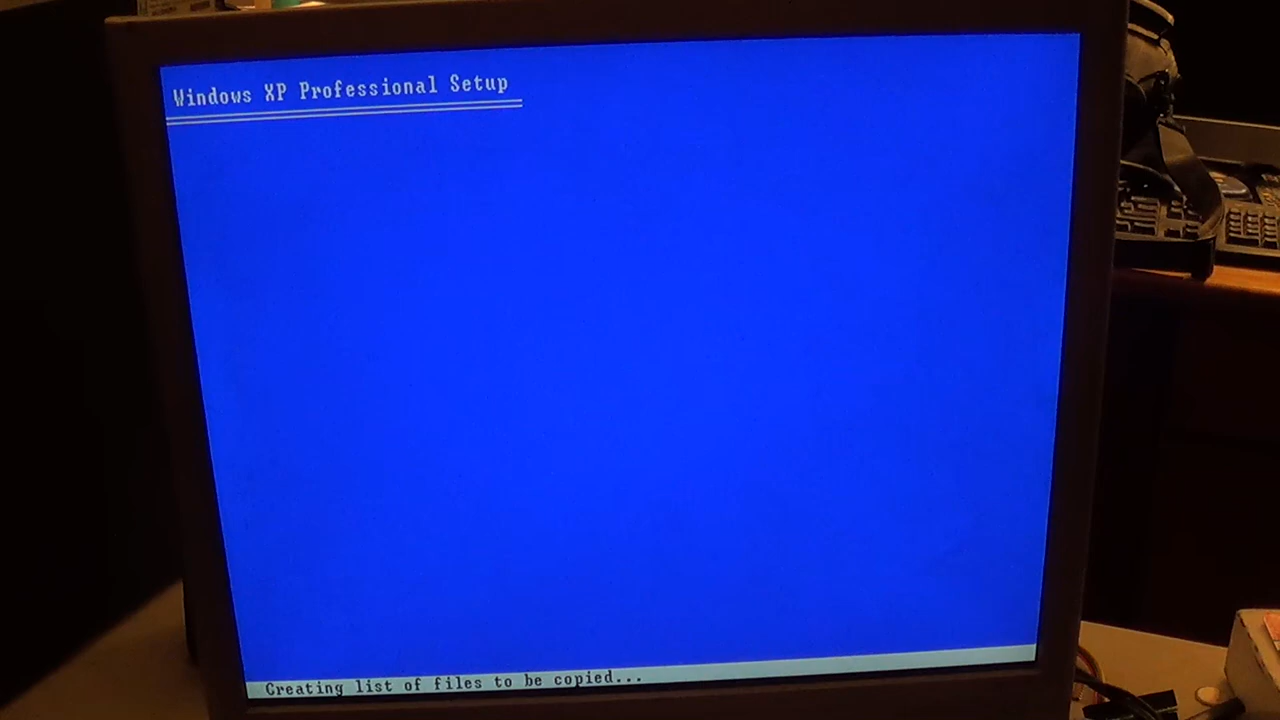 Windows XP Professional Setup
Creating list of files to be copied...